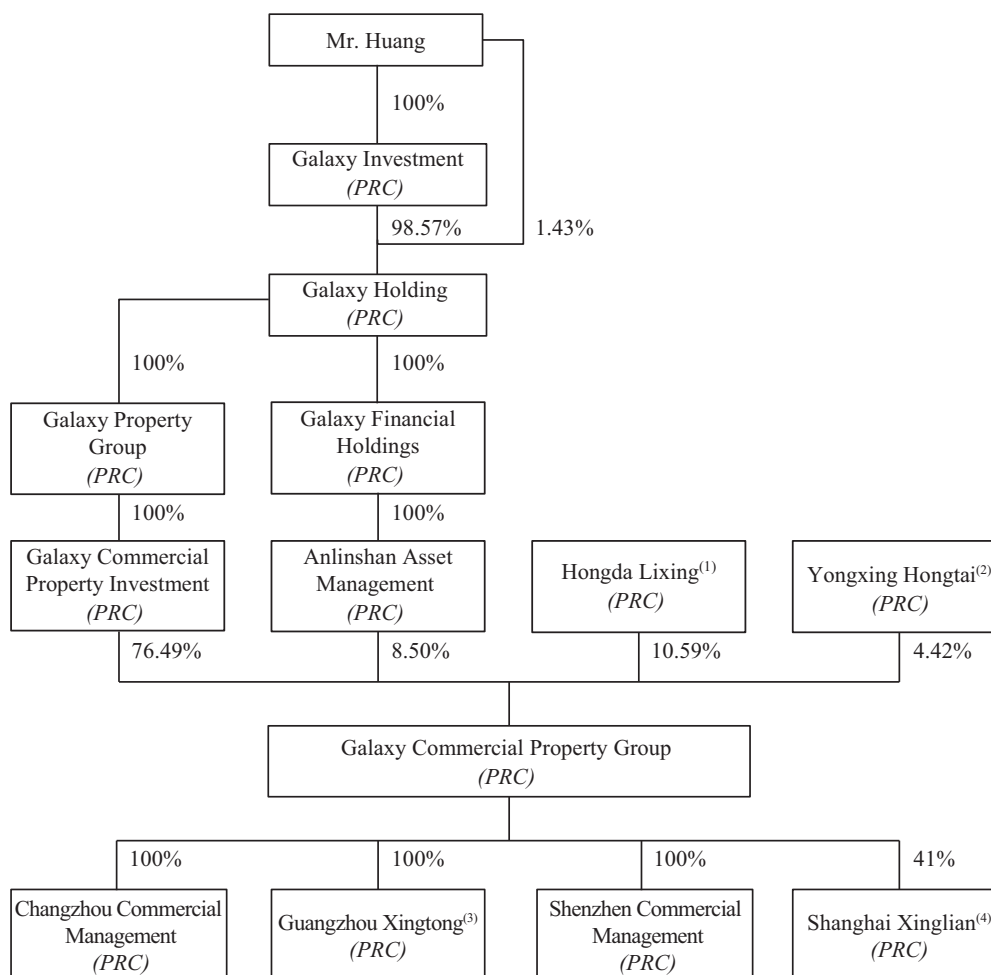 Mr. Huang
100%
Galaxy Investment
(PRC)
98.57%
1.43%
Galaxy Holding
(PRC)
100%
100%
Galaxy Property
Group
(PRC)
Galaxy Financial
Holdings
(PRC)
100%
100%
Galaxy Commercial
Property Investment
(PRC)
Anlinshan Asset
Management
(PRC)
Hongda Lixing(1)
(PRC)
Yongxing Hongtai(2)
(PRC)
76.49%
8.50%
10.59%
4.42%
Galaxy Commercial Property Group
(PRC)
100%
100%
100%
41%
Changzhou Commercial
Management
(PRC)
Guangzhou Xingtong(3)
(PRC)
Shenzhen Commercial
Management
(PRC)
Shanghai Xinglian(4)
(PRC)